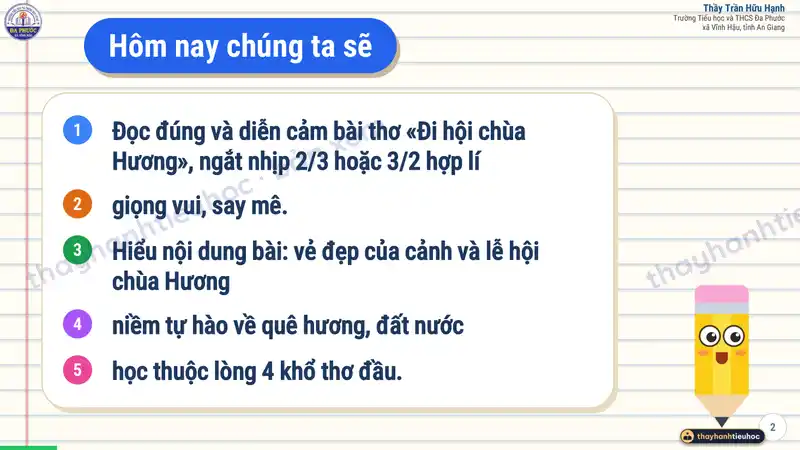 Thầy Trần Hữu Hạnh
Trường Tiểu học và THCS Đa Phước
xã Vĩnh Hậu, tỉnh An Giang
ĐA PHƯỚC
Hôm nay chúng ta sẽ
1 Đọc đúng và diễn cảm bài thơ «Đi hội chùa
Hương», ngắt nhịp 2/3 hoặc 3/2 hợp lí
2 giọng vui, say mê.
3 Hiểu nội dung bài: vẻ đẹp của cảnh và lễ hội
chùa Hương
4 niềm tự hào về quê hương, đất nước
5 học thuộc lòng 4 khổ thơ đầu.
thayhanhtieuhoc
2